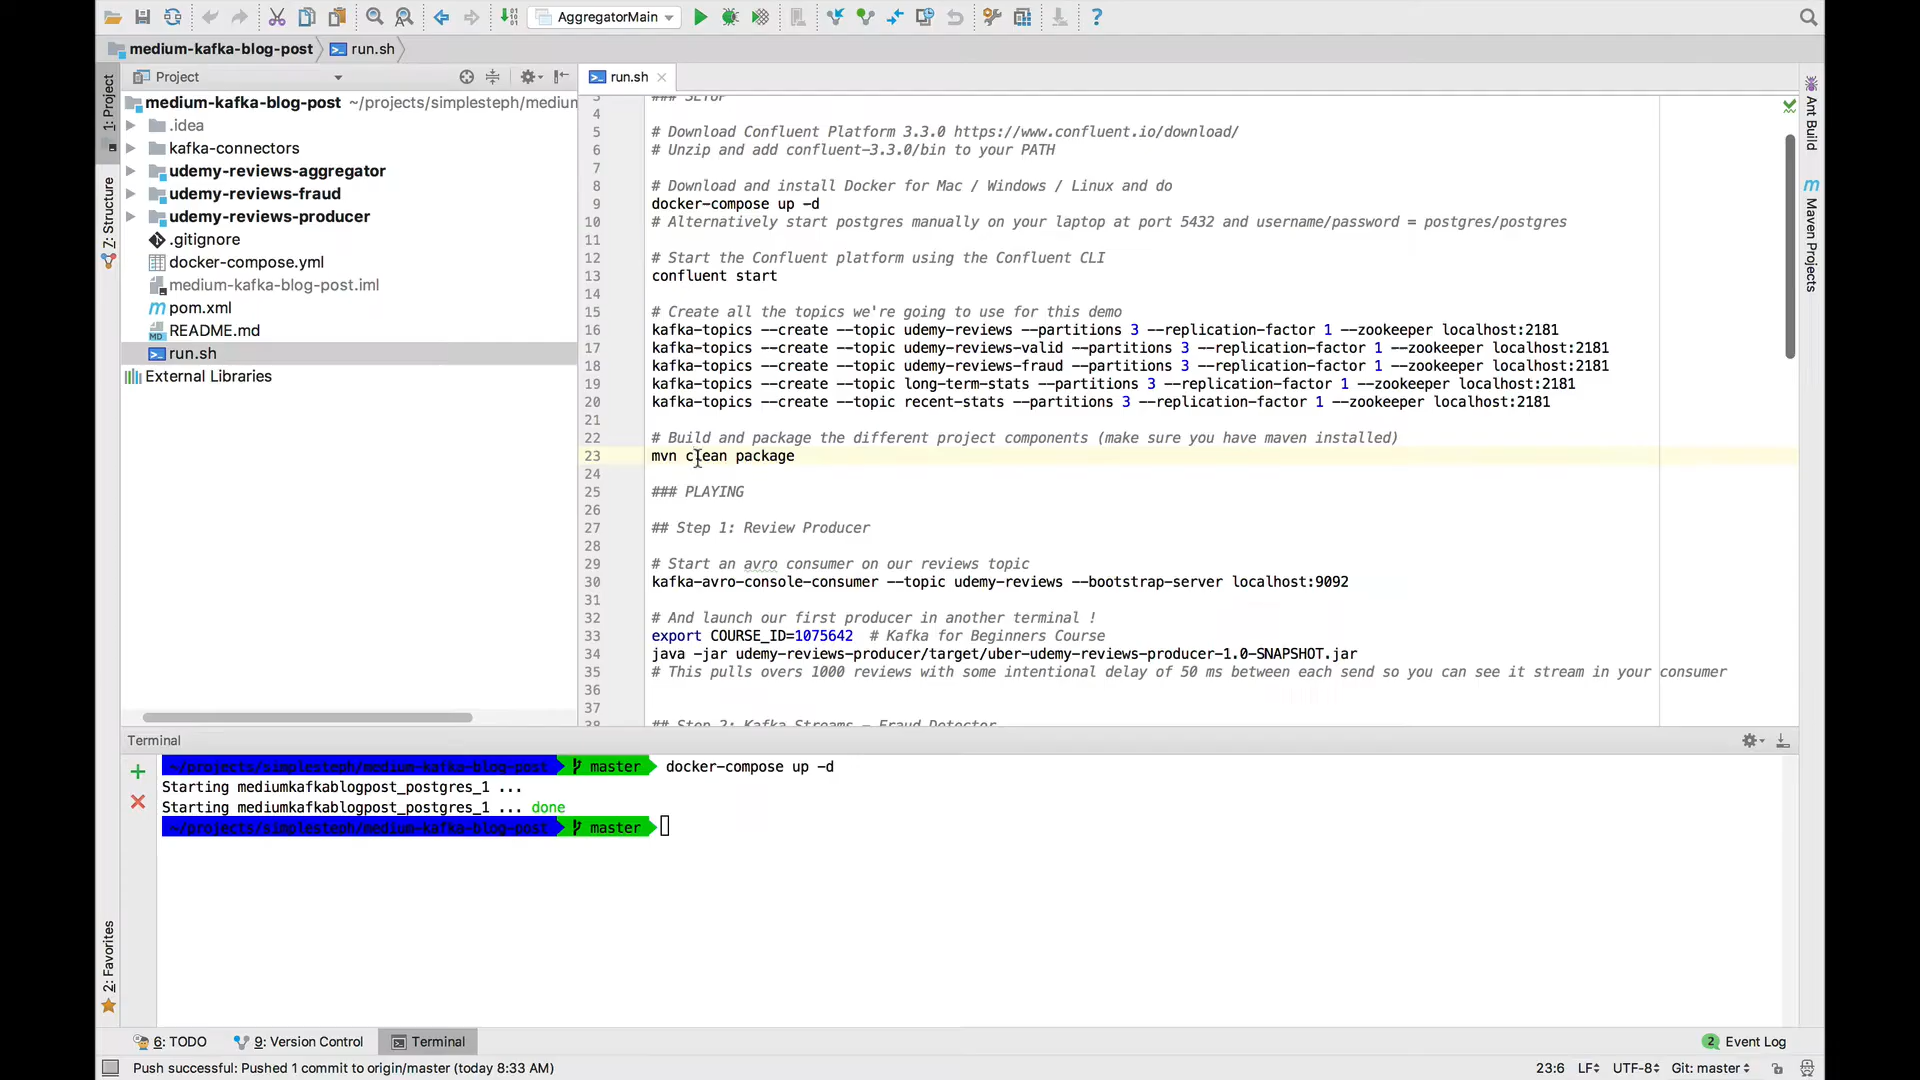 AggregatorMain
medium-kafka-blog-post
run.sh
1: Project
Z: Structure
2: Favorites
Project
medium-kafka-blog-post ~/projects/simplesteph/medium
.idea
kafka-connectors
udemy-reviews-aggregator
udemy-reviews-fraud
udemy-reviews-producer
.gitignore
docker-compose.yml
medium-kafka-blog-post.iml
pom.xml
README.md
run.sh
External Libraries
run.sh
3 ### SETUP
4
5 # Download Confluent Platform 3.3.0 https://www.confluent.io/download/
6 # Unzip and add confluent-3.3.0/bin to your PATH
7
8 # Download and install Docker for Mac / Windows / Linux and do
9 docker-compose up -d
10 # Alternatively start postgres manually on your laptop at port 5432 and username/password = postgres/postgres
11
12 # Start the Confluent platform using the Confluent CLI
13 confluent start
14
15 # Create all the topics we're going to use for this demo
16 kafka-topics --create --topic udemy-reviews --partitions 3 --replication-factor 1 --zookeeper localhost:2181
17 kafka-topics --create --topic udemy-reviews-valid --partitions 3 --replication-factor 1 --zookeeper localhost:2181
18 kafka-topics --create --topic udemy-reviews-fraud --partitions 3 --replication-factor 1 --zookeeper localhost:2181
19 kafka-topics --create --topic long-term-stats --partitions 3 --replication-factor 1 --zookeeper localhost:2181
20 kafka-topics --create --topic recent-stats --partitions 3 --replication-factor 1 --zookeeper localhost:2181
21
22 # Build and package the different project components (make sure you have maven installed)
23 mvn clean package
24
25 ### PLAYING
26
27 ## Step 1: Review Producer
28
29 # Start an avro consumer on our reviews topic
30 kafka-avro-console-consumer --topic udemy-reviews --bootstrap-server localhost:9092
31
32 # And launch our first producer in another terminal !
33 export COURSE_ID=1075642 # Kafka for Beginners Course
34 java -jar udemy-reviews-producer/target/uber-udemy-reviews-producer-1.0-SNAPSHOT.jar
35 # This pulls overs 1000 reviews with some intentional delay of 50 ms between each send so you can see it stream in your consumer
36
37
38 ## Step 2: Kafka Streams – Fraud Detector
Ant Build
m Maven Projects
Terminal
~/projects/simplesteph/medium-kafka-blog-post master docker-compose up -d
Starting mediumkafkablogpost_postgres_1 ...
Starting mediumkafkablogpost_postgres_1 ... done
~/projects/simplesteph/medium-kafka-blog-post master
6: TODO 9: Version Control Terminal 2 Event Log
Push successful: Pushed 1 commit to origin/master (today 8:33 AM) 23:6 LF UTF-8 Git: master